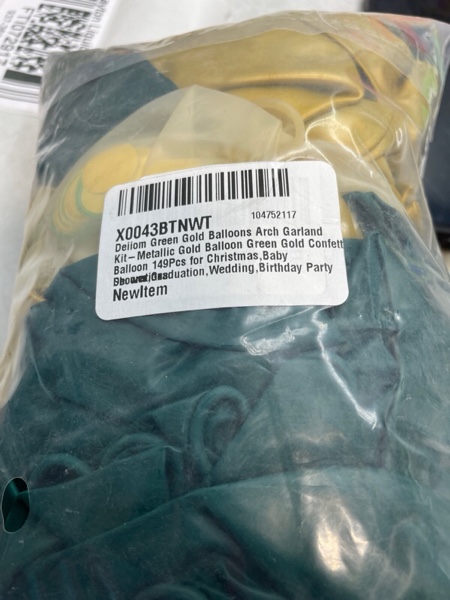 X0043BTNWT
104752117
Deiiom Green Gold Balloons Arch Garland
Kit-Metallic Gold Balloon Green Gold Confett
Balloon 149Pcs for Christmas,Baby
Graduation,Wedding,Birthday Party
NewItem